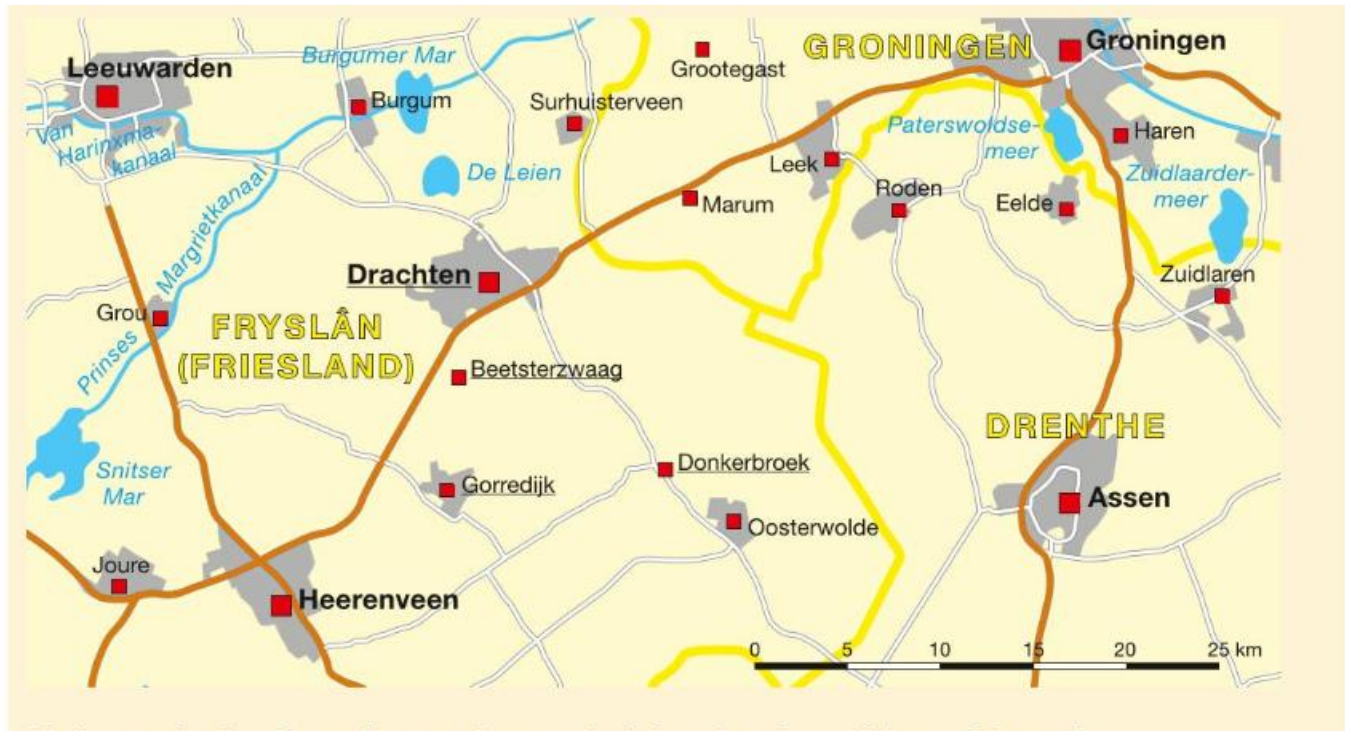 GRONINGEN
Groningen
Leeuwarden
Burgumer Mar
Grootegast
Burgum
Surhuisterveen
Van
Harinxma-
kanaal
Paterswoldse-
meer
Haren
De Leien
Leek
Roden
Zuidlaarder-
meer
Marum
Eelde
Drachten
Zuidlaren
Grou
Prinses Margrietkanaal
FRYSLÂN
(FRIESLAND)
Beetsterzwaag
DRENTHE
Snitser
Mar
Donkerbroek
Gorredijk
Assen
Oosterwolde
Joure
Heerenveen
0 5 10 15 20 25 km